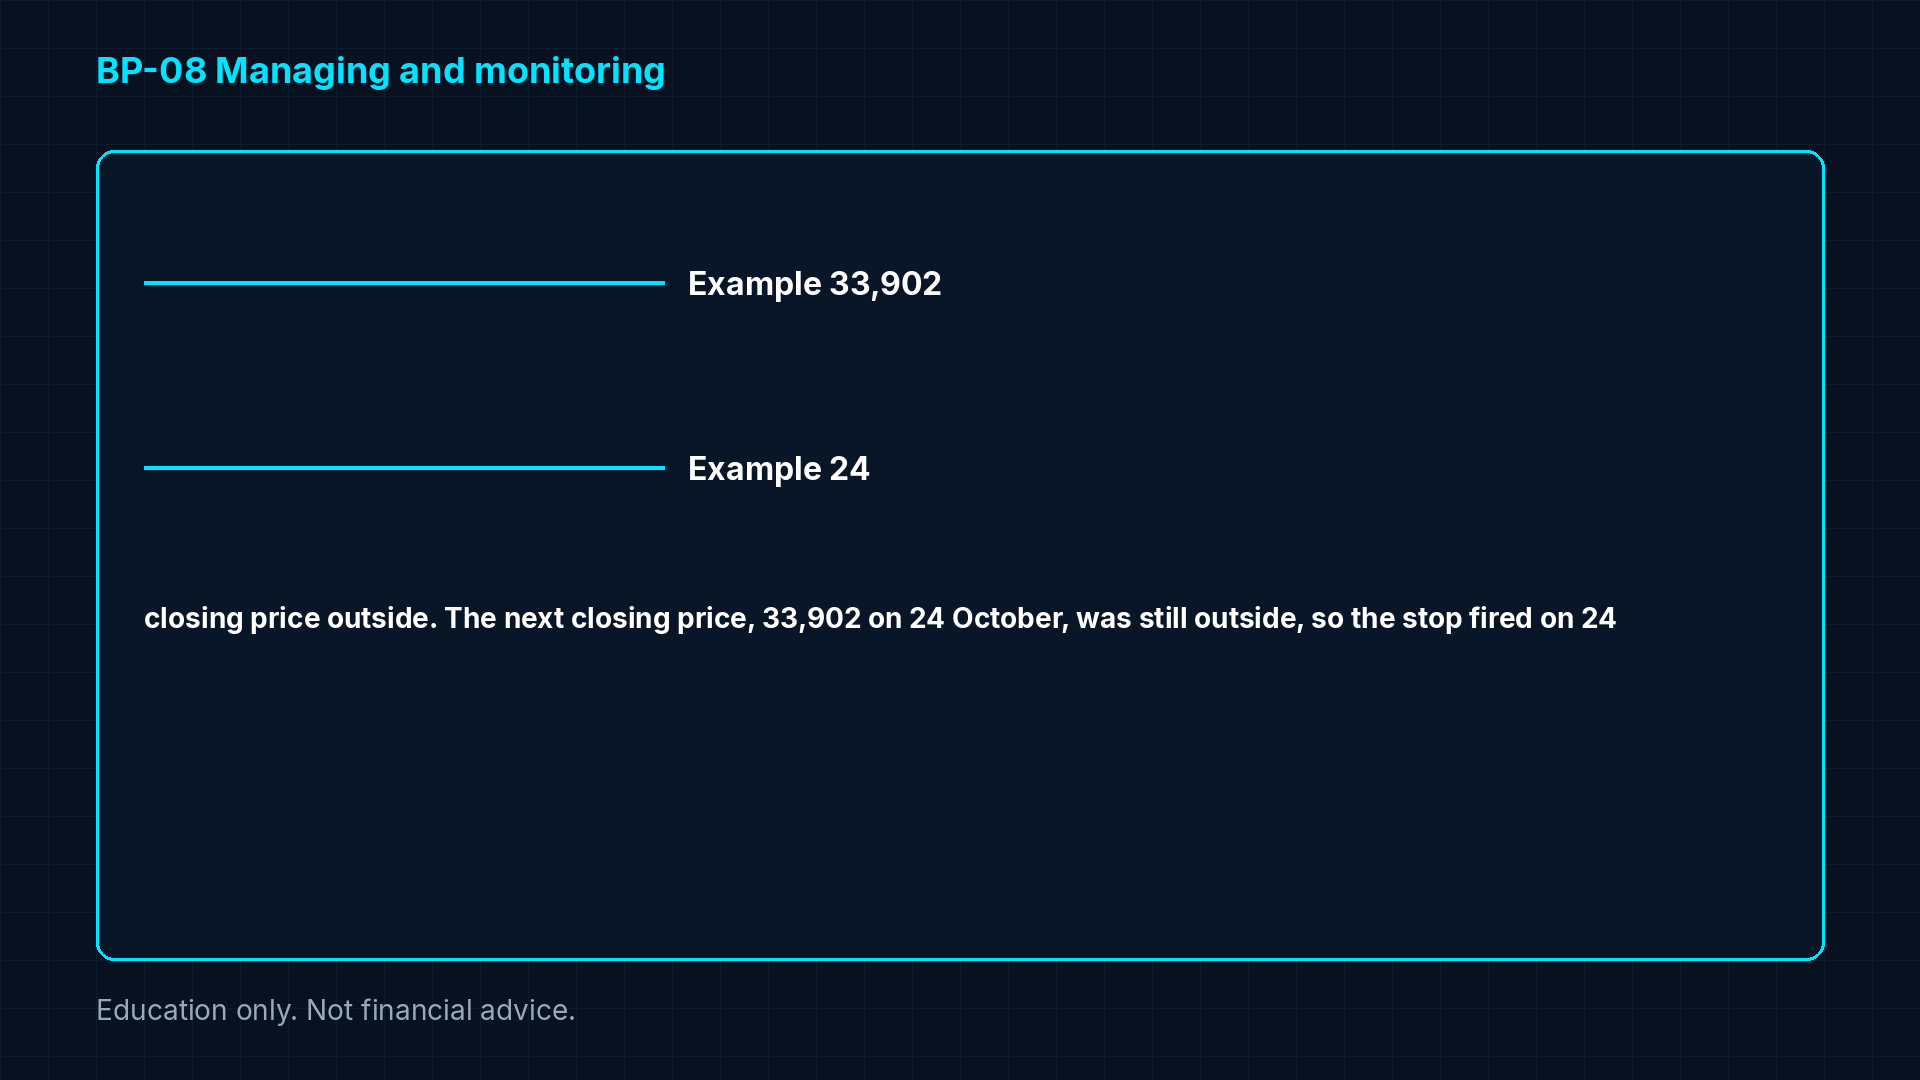 BP-08 Managing and monitoring
Example 33,902
Example 24
closing price outside. The next closing price, 33,902 on 24 October, was still outside, so the stop fired on 24
Education only. Not financial advice.